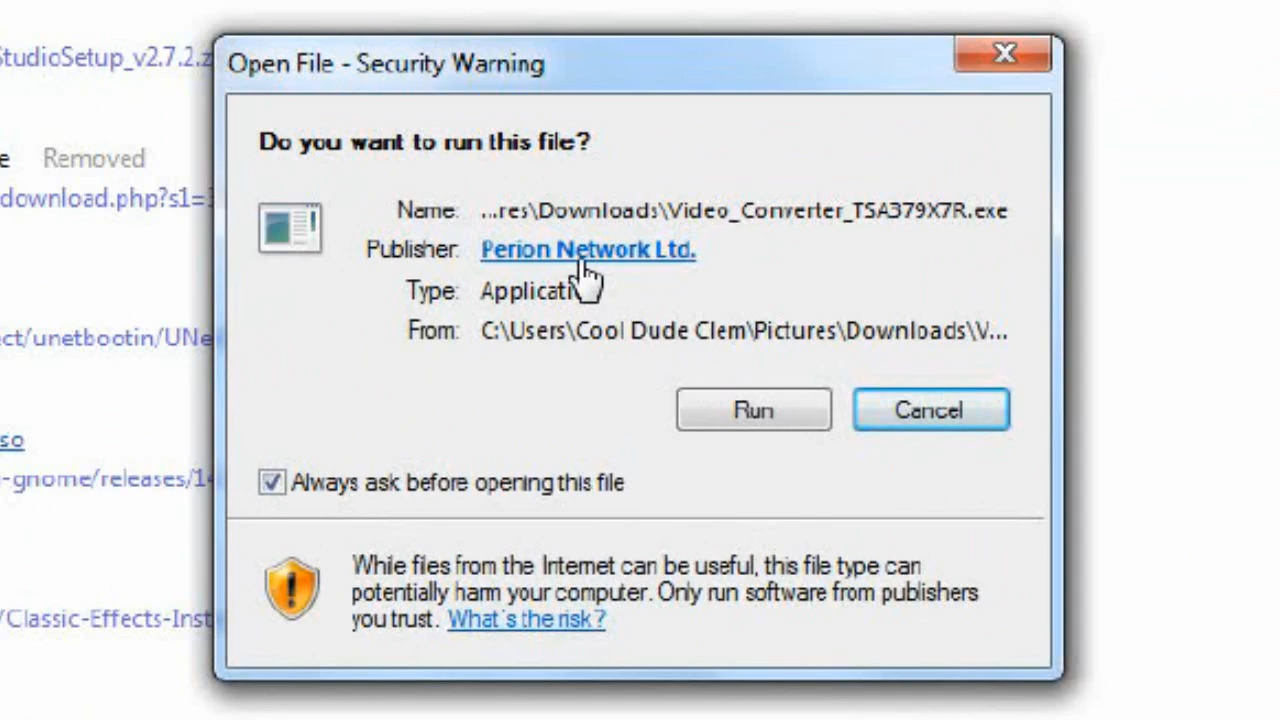 StudioSetup_v2.7.2.z
Open File - Security Warning
Do you want to run this file?
e Removed
download.php?s1=3
Name: ...res\Downloads\Video_Converter_TSA379X7R.exe
Publisher: Perion Network Ltd.
Type: Applicati
From: C:\Users\Cool Dude Clem\Pictures\Downloads\V...
ect/unetbootin/UNe
Run Cancel
so
-gnome/releases/14
Always ask before opening this file
While files from the Internet can be useful, this file type can
potentially harm your computer. Only run software from publishers
you trust. What's the risk?
/Classic-Effects-Inst